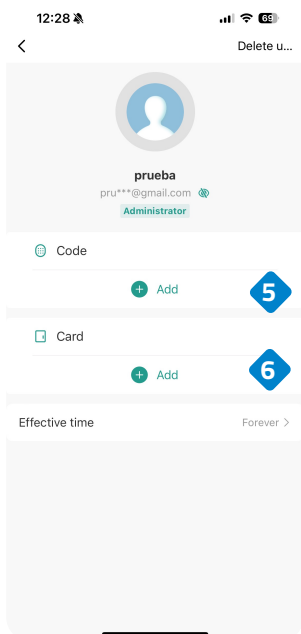 12:28 69
Delete u...
prueba
pru***@gmail.com
Administrator
Code
Add 5
Card
Add 6
Effective time Forever